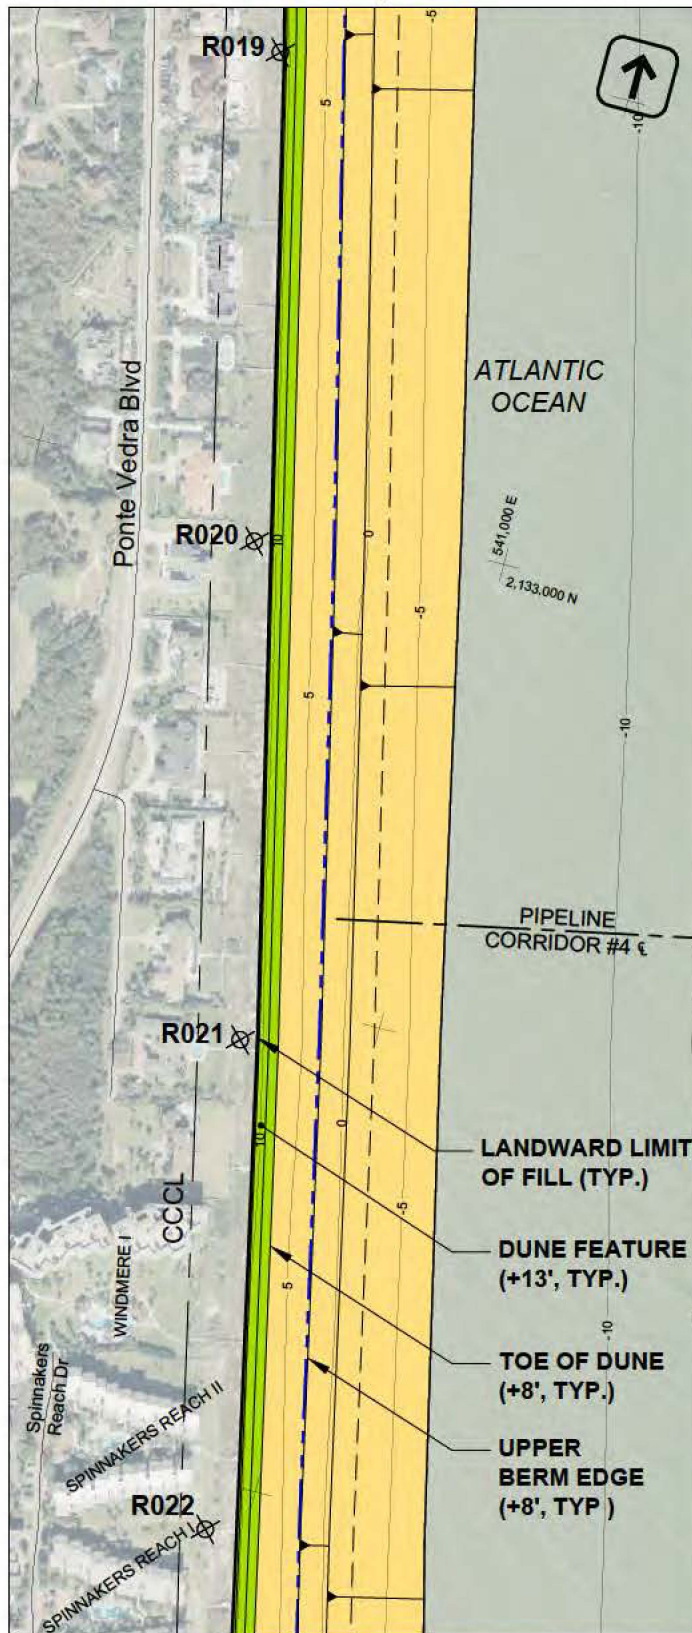 R019
-5
5
-10
ATLANTIC
OCEAN
Ponte Vedra Blvd
R020
10
0
541,000 E
2,133,000 N
-5
5
-10
PIPELINE
CORRIDOR #4 ℄
R021
10
0
LANDWARD LIMIT
OF FILL (TYP.)
CCCL
-5
WINDMERE I
DUNE FEATURE
(+13', TYP.)
5
-10
TOE OF DUNE
(+8', TYP.)
Spinnakers
Reach Dr
SPINNAKERS REACH II
UPPER
BERM EDGE
(+8', TYP )
R022
SPINNAKERS REACH I